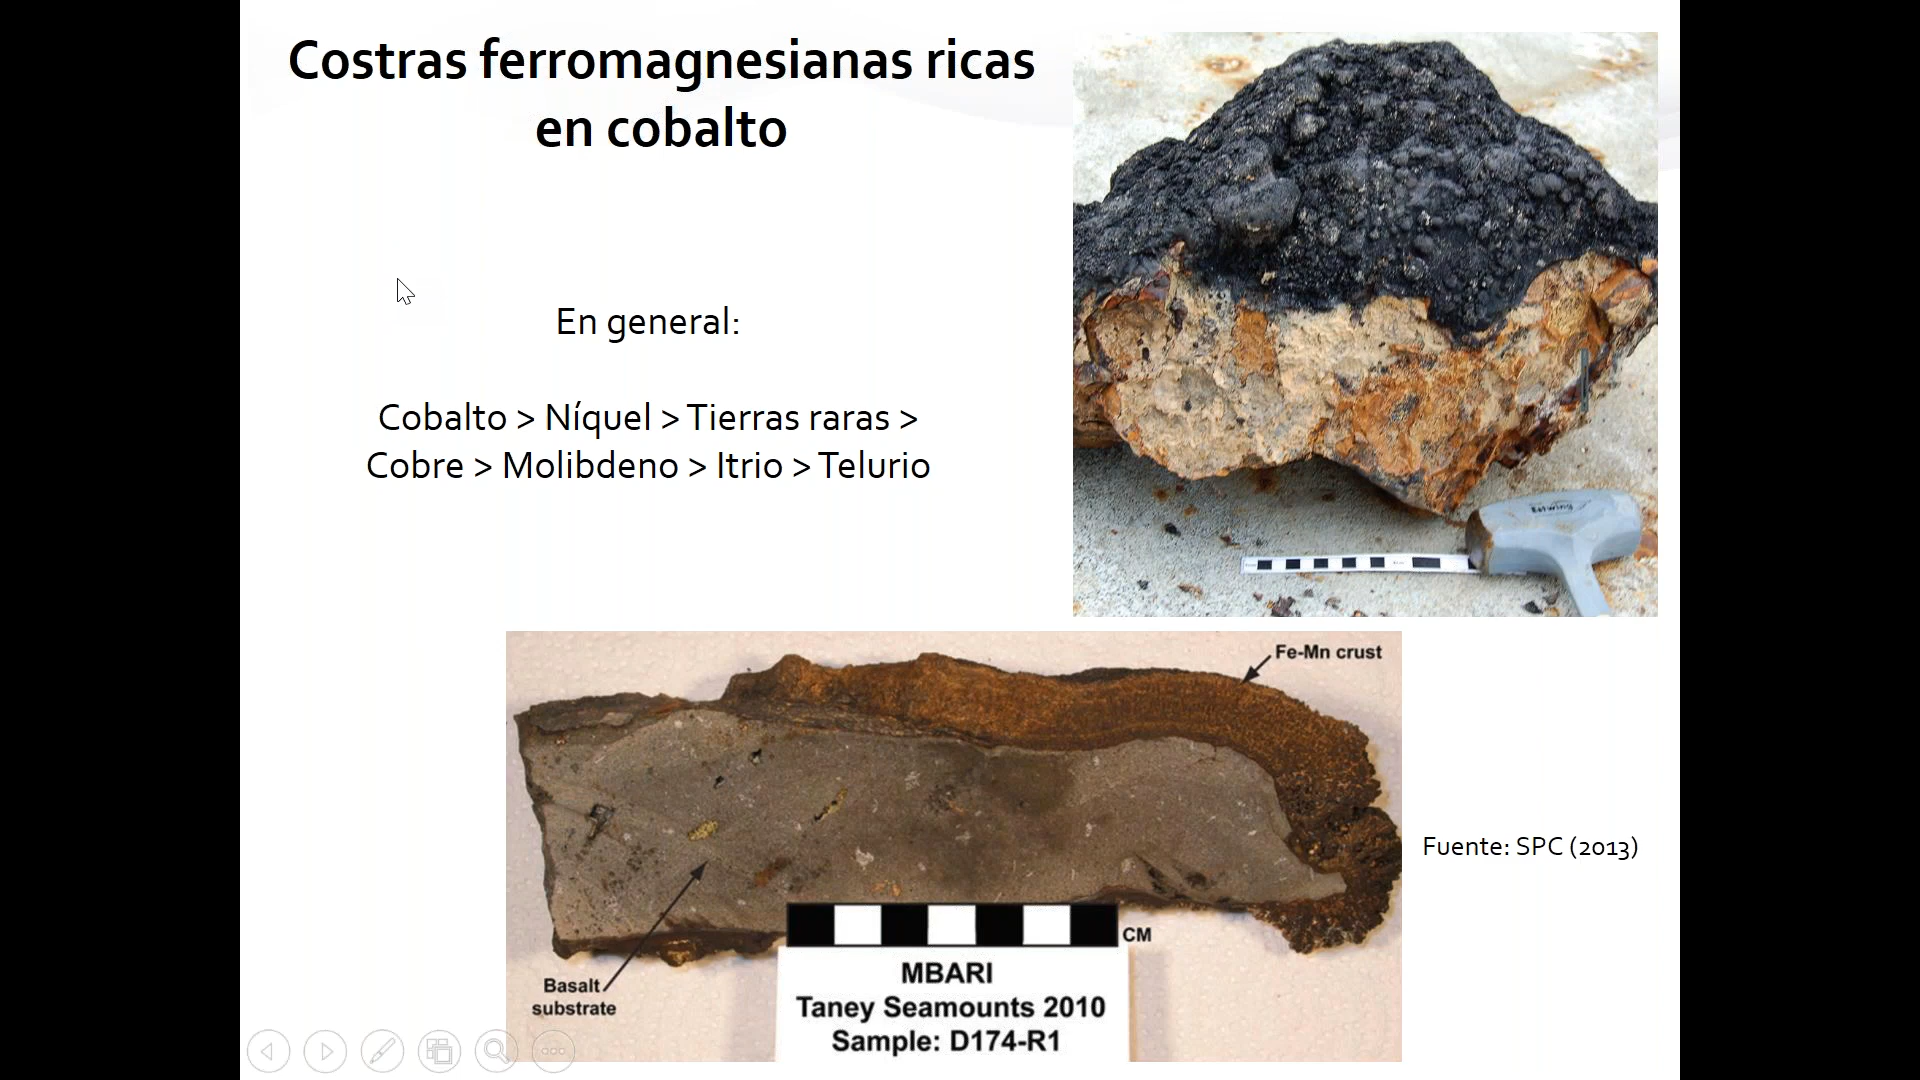 Costras ferromagnesianas ricas
en cobalto
En general:
Cobalto > Níquel > Tierras raras >
Cobre > Molibdeno > Itrio > Telurio
Estwing
Fe-Mn crust
Fuente: SPC (2013)
CM
Basalt
substrate
MBARI
Taney Seamounts 2010
Sample: D174-R1